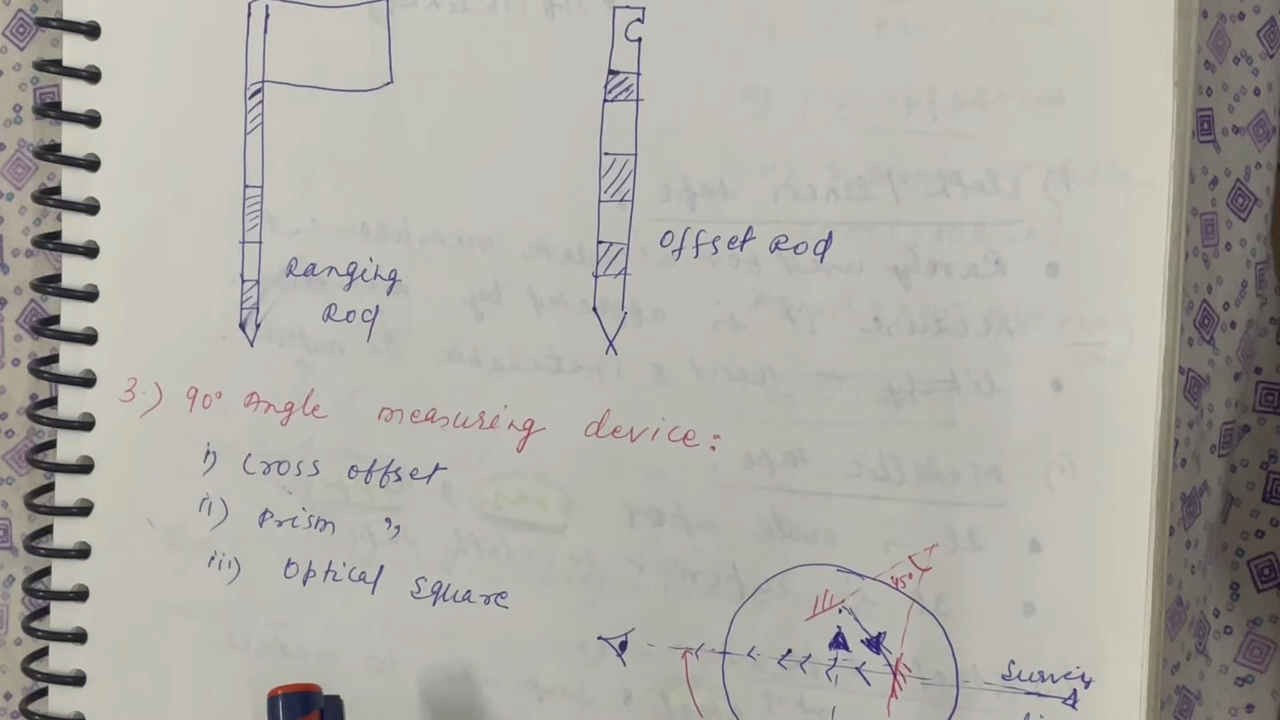 Ranging
Rod
Offset Rod
3.) 90° Angle measuring device:
i) Cross offset
ii) Prism "
iii) Optical Square
45°
Survey